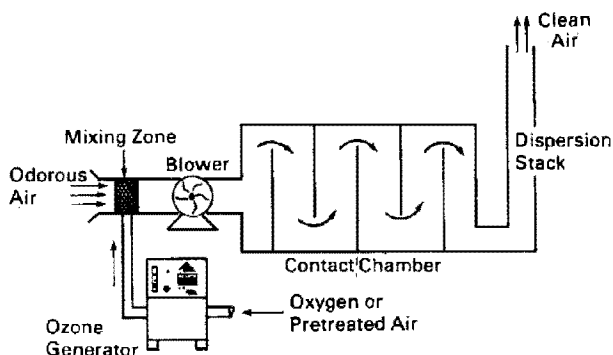 Clean
Air
Mixing Zone
Blower
Dispersion
Stack
Odorous
Air
Contact Chamber
Oxygen or
Pretreated Air
Ozone
Generator